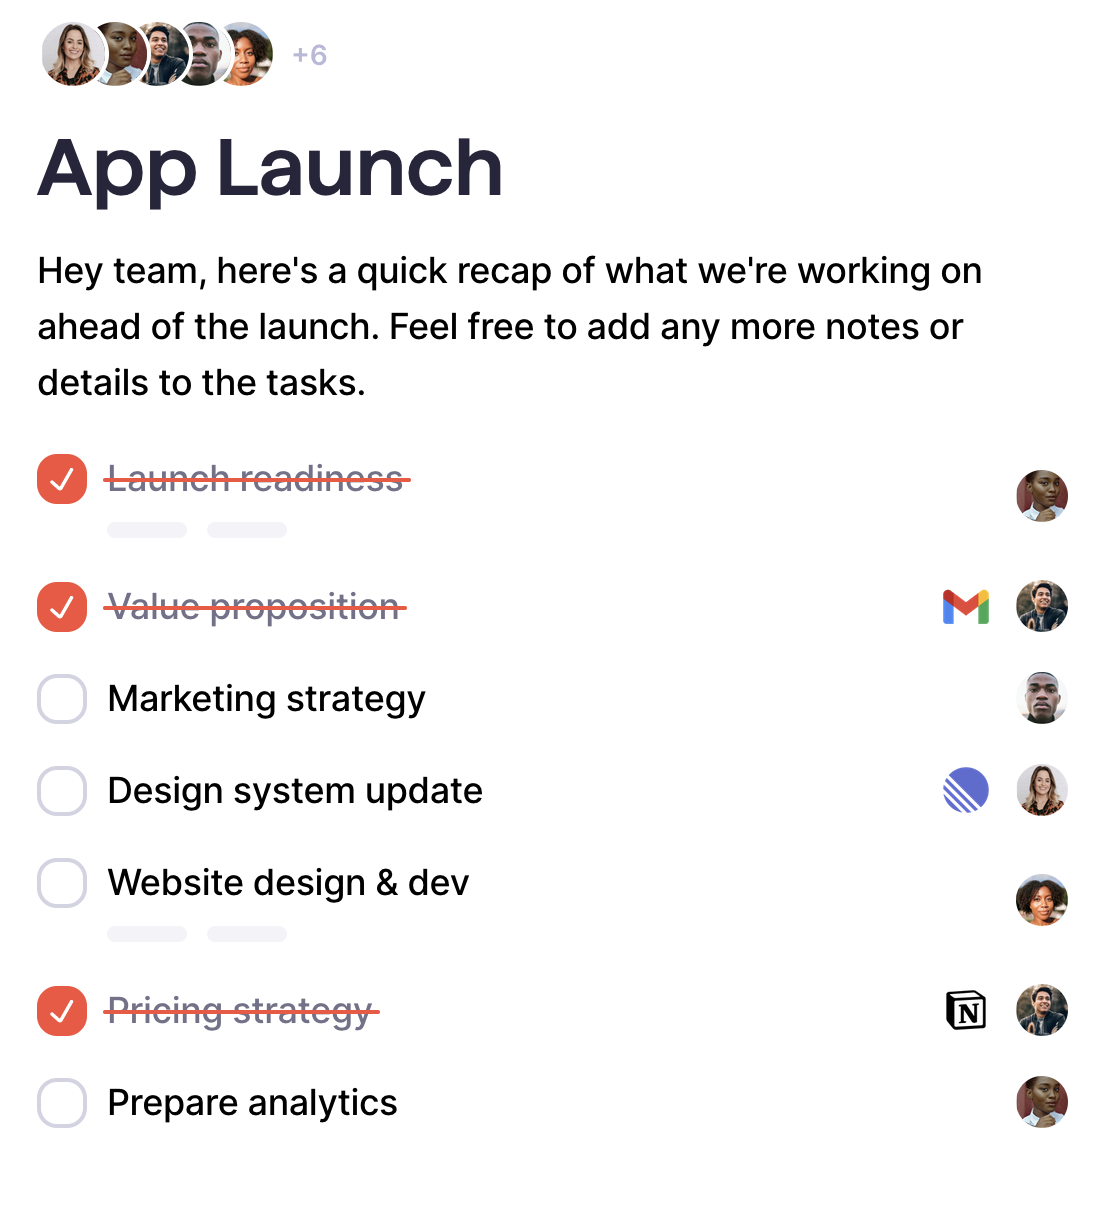 +6
App Launch
Hey team, here's a quick recap of what we're working on
ahead of the launch. Feel free to add any more notes or
details to the tasks.
Launch readiness
Value proposition
Marketing strategy
Design system update
Website design & dev
Pricing strategy
N
Prepare analytics